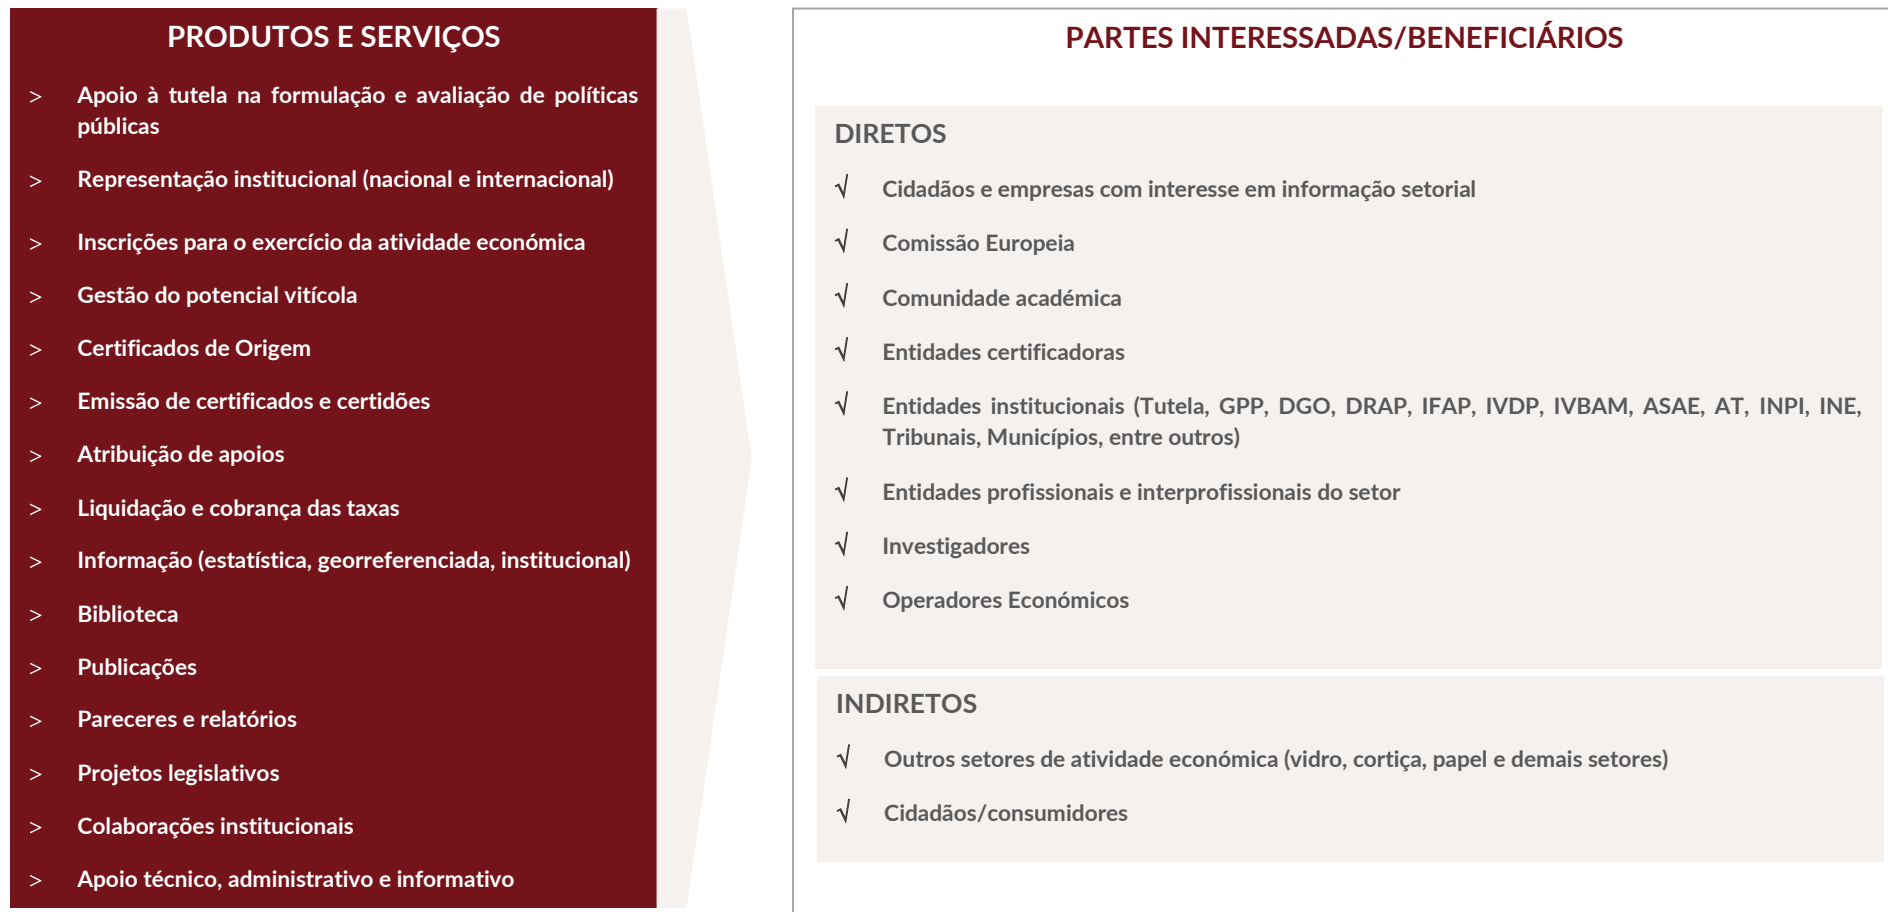 PRODUTOS E SERVIÇOS
> Apoio à tutela na formulação e avaliação de políticas
públicas
> Representação institucional (nacional e internacional)
> Inscrições para o exercício da atividade económica
> Gestão do potencial vitícola
> Certificados de Origem
> Emissão de certificados e certidões
> Atribuição de apoios
> Liquidação e cobrança das taxas
> Informação (estatística, georreferenciada, institucional)
> Biblioteca
> Publicações
> Pareceres e relatórios
> Projetos legislativos
> Colaborações institucionais
> Apoio técnico, administrativo e informativo
PARTES INTERESSADAS/BENEFICIÁRIOS
DIRETOS
√ Cidadãos e empresas com interesse em informação setorial
√ Comissão Europeia
√ Comunidade académica
√ Entidades certificadoras
√ Entidades institucionais (Tutela, GPP, DGO, DRAP, IFAP, IVDP, IVBAM, ASAE, AT, INPI, INE,
Tribunais, Municípios, entre outros)
√ Entidades profissionais e interprofissionais do setor
√ Investigadores
√ Operadores Económicos
INDIRETOS
√ Outros setores de atividade económica (vidro, cortiça, papel e demais setores)
√ Cidadãos/consumidores